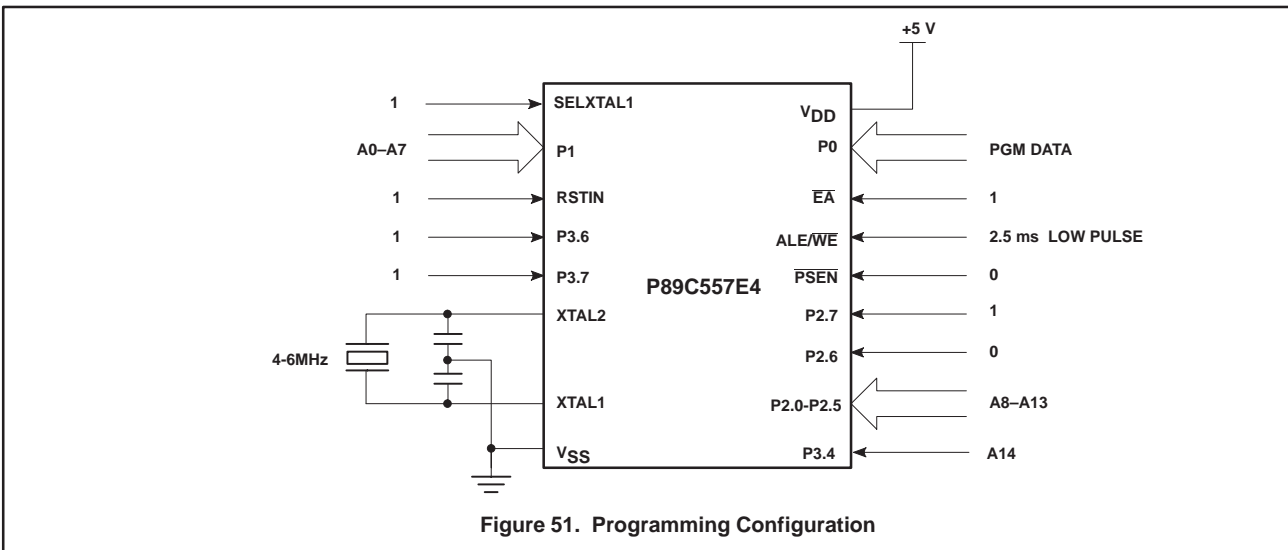 +5 V
1
SELXTAL1
VDD
A0–A7
P1
P0
PGM DATA
1
RSTIN
EA
1
1
P3.6
ALE/WE
2.5 ms LOW PULSE
1
P3.7
P89C557E4
PSEN
0
XTAL2
P2.7
1
4-6MHz
P2.6
0
XTAL1
P2.0-P2.5
A8–A13
VSS
P3.4
A14
Figure 51. Programming Configuration